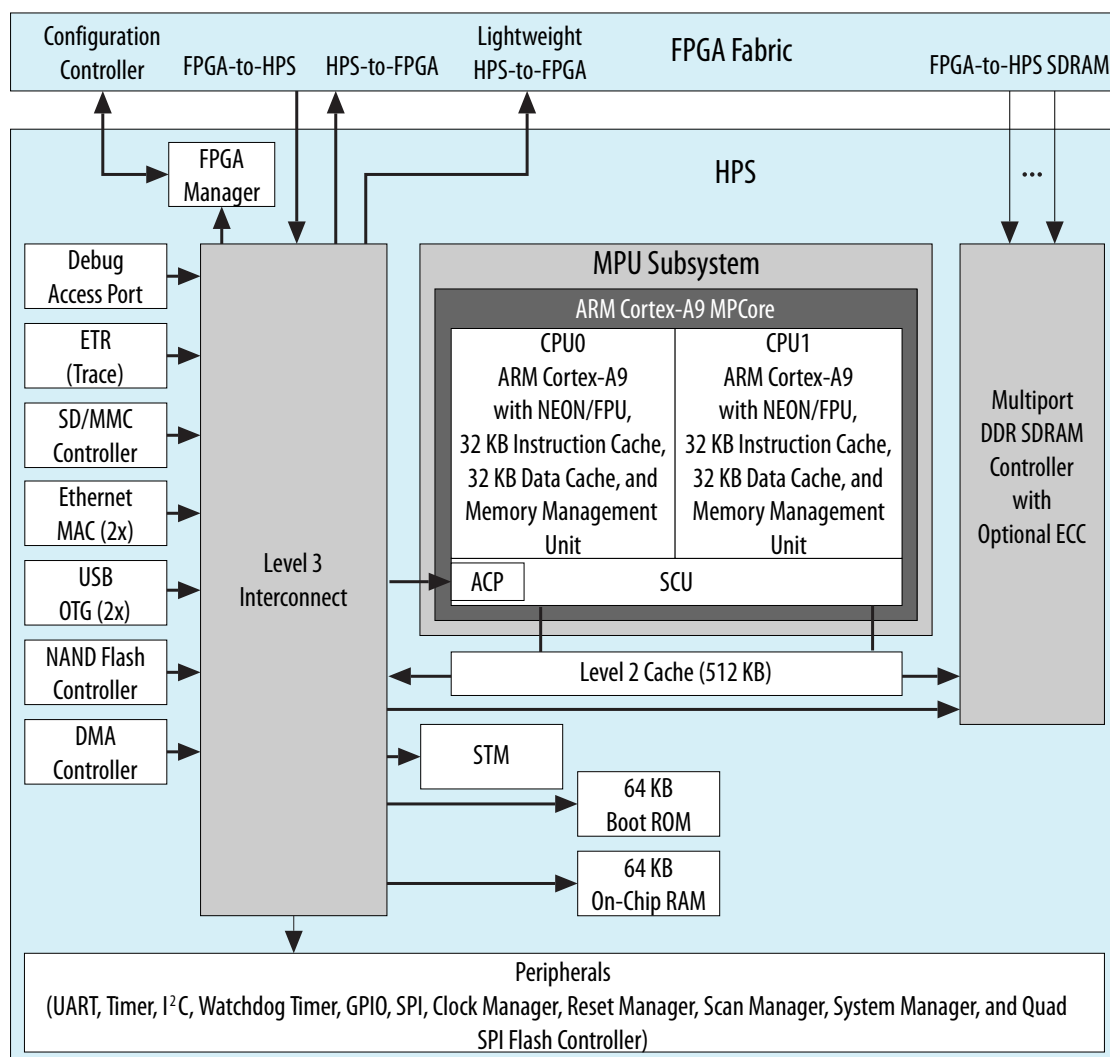 Configuration
Controller
FPGA-to-HPS
HPS-to-FPGA
Lightweight
HPS-to-FPGA
FPGA Fabric
FPGA-to-HPS SDRAM
HPS
FPGA
Manager
...
Debug
Access Port
ETR
(Trace)
SD/MMC
Controller
Ethernet
MAC (2x)
USB
OTG (2x)
NAND Flash
Controller
DMA
Controller
Level 3
Interconnect
MPU Subsystem
ARM Cortex-A9 MPCore
CPU0
ARM Cortex-A9
with NEON/FPU,
32 KB Instruction Cache,
32 KB Data Cache, and
Memory Management
Unit
CPU1
ARM Cortex-A9
with NEON/FPU,
32 KB Instruction Cache,
32 KB Data Cache, and
Memory Management
Unit
ACP
SCU
Level 2 Cache (512 KB)
Multiport
DDR SDRAM
Controller
with
Optional ECC
STM
64 KB
Boot ROM
64 KB
On-Chip RAM
Peripherals
(UART, Timer, I²C, Watchdog Timer, GPIO, SPI, Clock Manager, Reset Manager, Scan Manager, System Manager, and Quad
SPI Flash Controller)